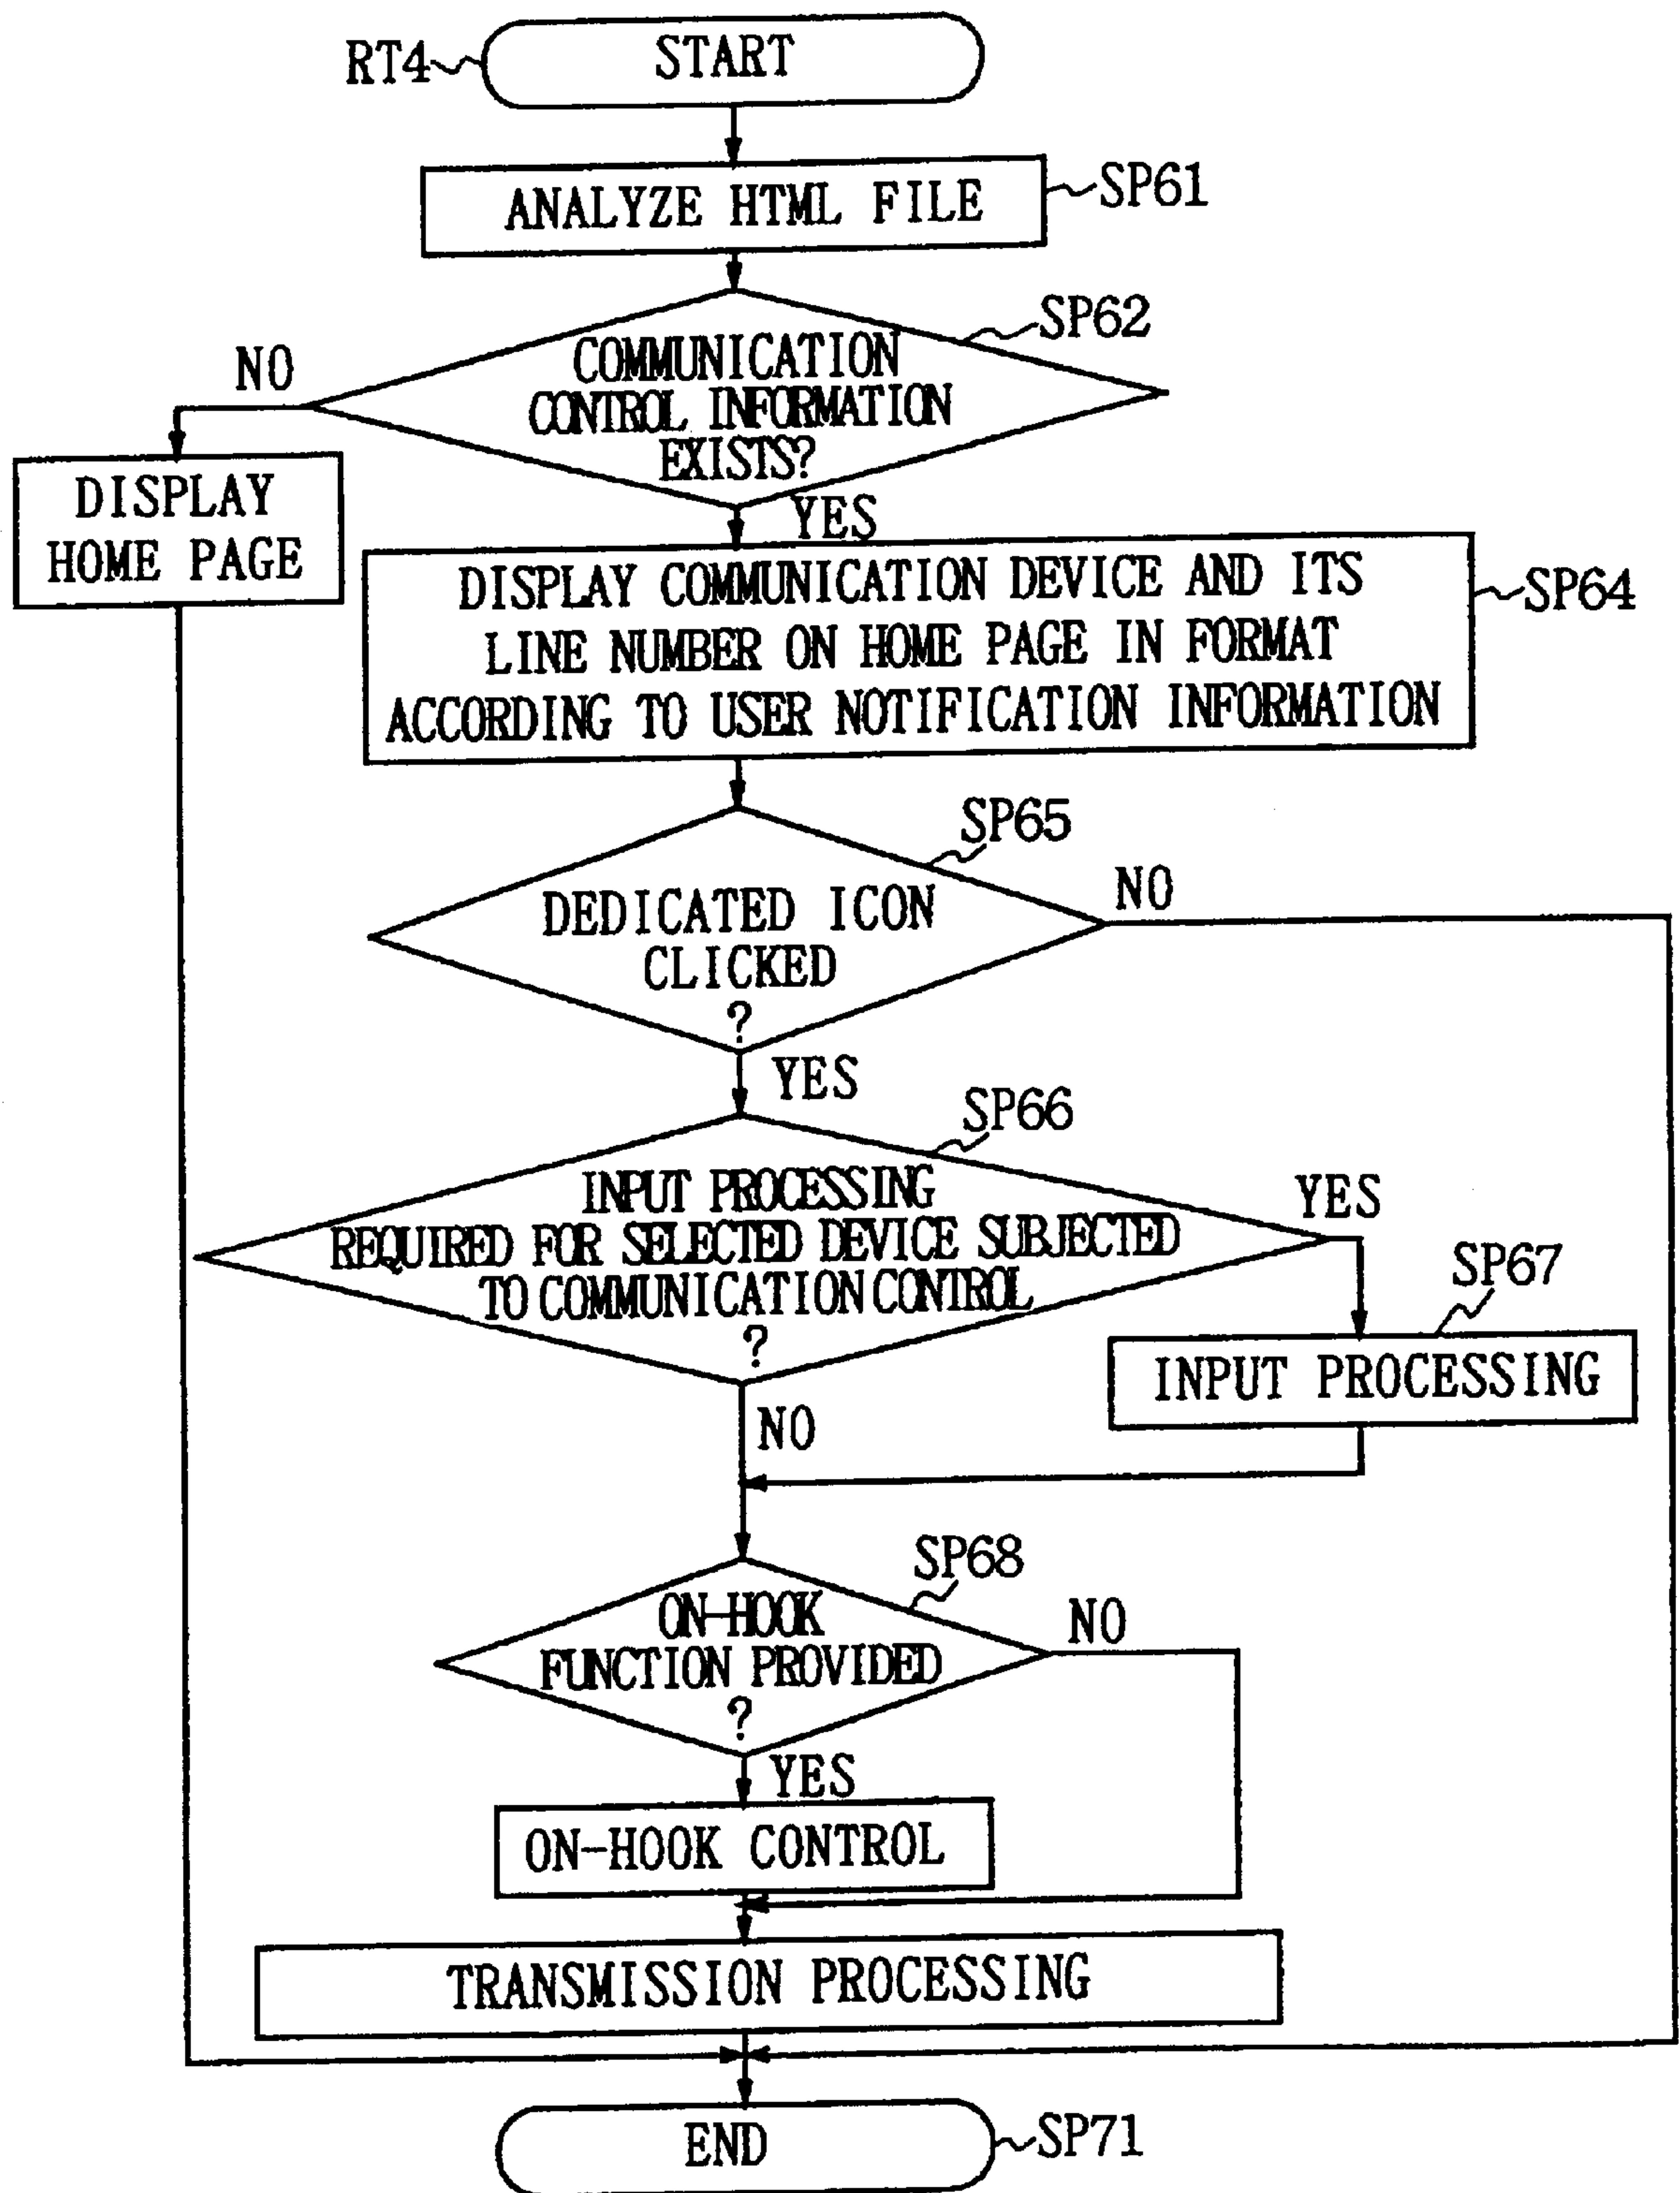 RT4
START
ANALYZE HTML FILE
SP61
SP62
COMMUNICATION
CONTROL INFORMATION
EXISTS?
NO
DISPLAY
HOME PAGE
YES
DISPLAY COMMUNICATION DEVICE AND ITS
LINE NUMBER ON HOME PAGE IN FORMAT
ACCORDING TO USER NOTIFICATION INFORMATION
SP64
SP65
DEDICATED ICON
CLICKED
?
NO
YES
SP66
INPUT PROCESSING
REQUIRED FOR SELECTED DEVICE SUBJECTED
TO COMMUNICATION CONTROL
?
YES
SP67
INPUT PROCESSING
NO
SP68
ON-HOOK
FUNCTION PROVIDED
?
NO
YES
ON-HOOK CONTROL
TRANSMISSION PROCESSING
END
SP71